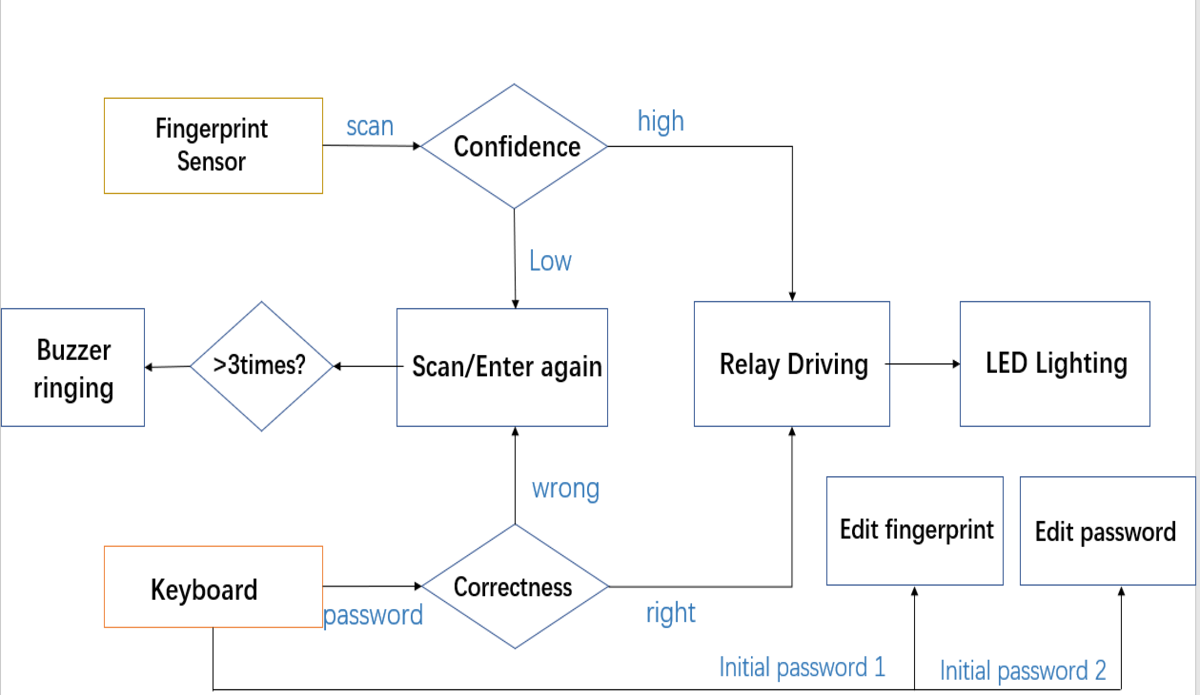 Fingerprint
Sensor
scan
Confidence
high
Low
Buzzer
ringing
>3times?
Scan/Enter again
Relay Driving
LED Lighting
wrong
Edit fingerprint
Edit password
Keyboard
password
Correctness
right
Initial password 1
Initial password 2